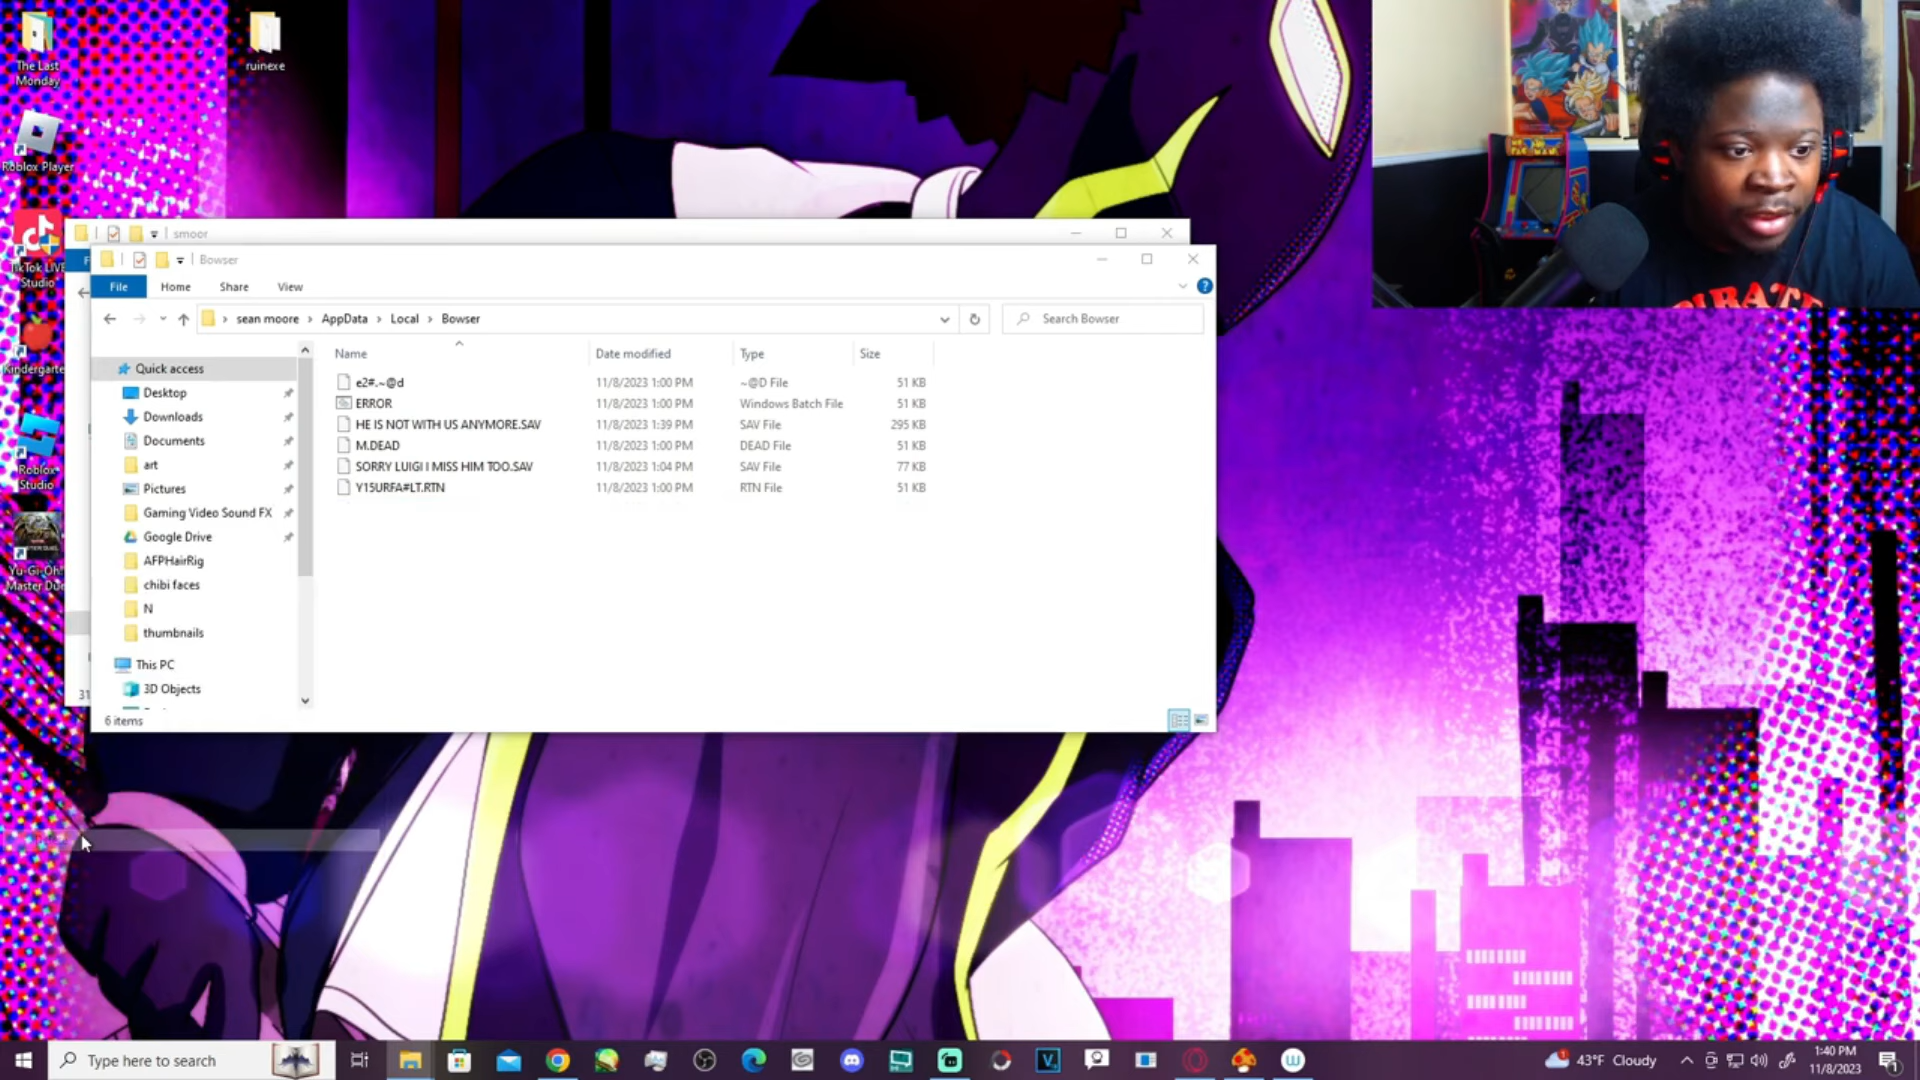 The Last
Monday
ruinexe
Roblox Player
TikTok LIVE
Studio
Kindergarte
Roblox
Studio
Yu-Gi-Oh!
Master Due
smoor
Bowser
File
Home
Share
View
sean moore
AppData
Local
Bowser
Search Bowser
Name
Date modified
Type
Size
e2#.~@d 11/8/2023 1:00 PM ~@D File 51 KB
ERROR 11/8/2023 1:00 PM Windows Batch File 51 KB
HE IS NOT WITH US ANYMORE.SAV 11/8/2023 1:39 PM SAV File 295 KB
M.DEAD 11/8/2023 1:00 PM DEAD File 51 KB
SORRY LUIGI I MISS HIM TOO.SAV 11/8/2023 1:04 PM SAV File 77 KB
Y15URFA#LT.RTN 11/8/2023 1:00 PM RTN File 51 KB
Quick access
Desktop
Downloads
Documents
art
Pictures
Gaming Video Sound FX
Google Drive
AFPHairRig
chibi faces
N
thumbnails
This PC
3D Objects
31
6 items
PIRATE
Type here to search
43°F Cloudy
1:40 PM
11/8/2023